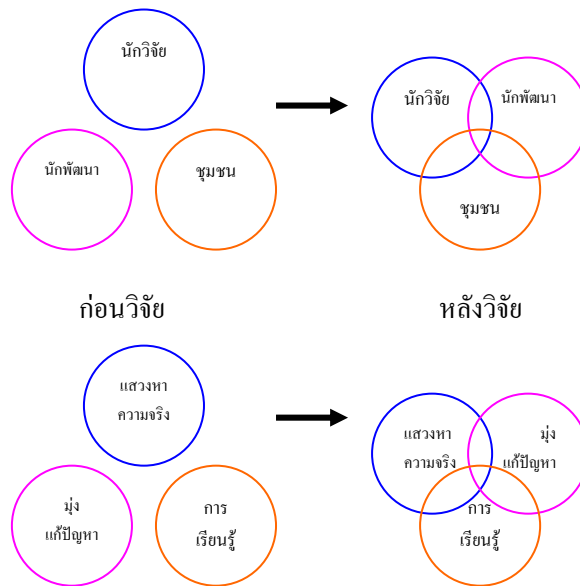 นักวิจัย
นักพัฒนา
ชุมชน
นักวิจัย
นักพัฒนา
ชุมชน
ก่อนวิจัย
หลังวิจัย
แสวงหา
ความจริง
มุ่ง
แก้ปัญหา
การ
เรียนรู้
แสวงหา
ความจริง
มุ่ง
แก้ปัญหา
การ
เรียนรู้